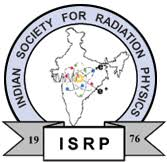 INDIAN SOCIETY FOR RADIATION PHYSICS
19 ISRP 76